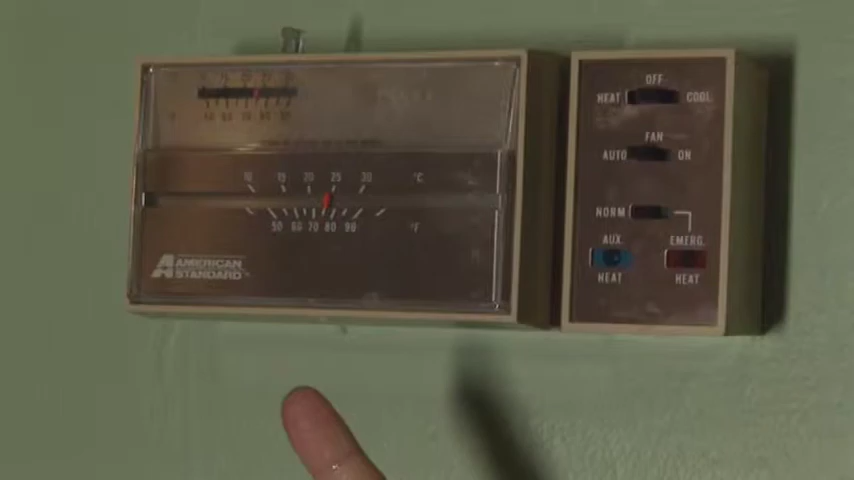 10 15 20 25 30 °C
50 60 70 80 90 °F
AMERICAN
STANDARD
OFF
HEAT COOL
FAN
AUTO ON
NORM
AUX. EMERG.
HEAT HEAT